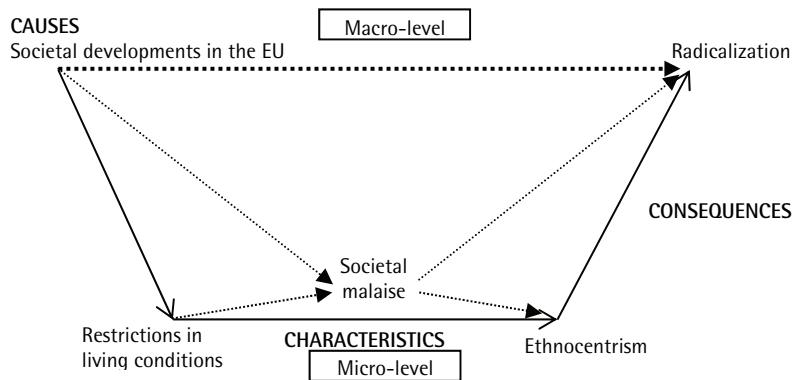 CAUSES
Macro-level
Societal developments in the EU
Radicalization
CONSEQUENCES
Societal
malaise
Restrictions in
living conditions
CHARACTERISTICS
Ethnocentrism
Micro-level